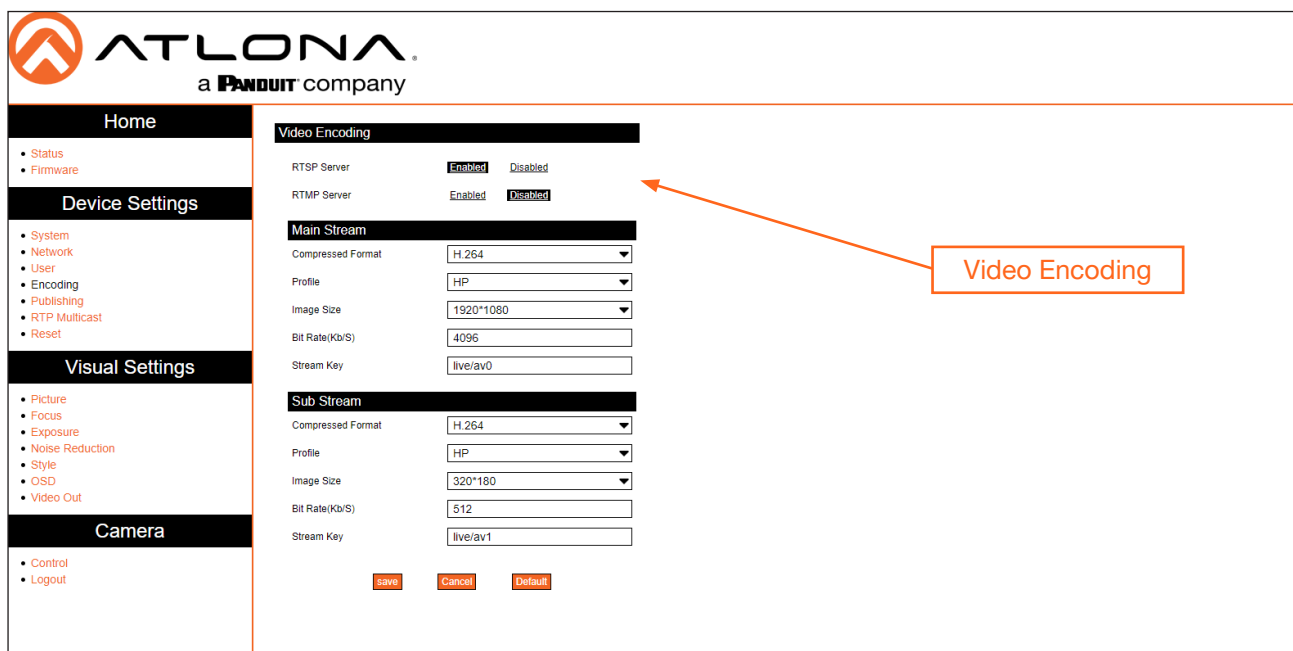 ATLONA.
a PANDUIT company
Home
• Status
• Firmware
Device Settings
• System
• Network
• User
• Encoding
• Publishing
• RTP Multicast
• Reset
Visual Settings
• Picture
• Focus
• Exposure
• Noise Reduction
• Style
• OSD
• Video Out
Camera
• Control
• Logout
Video Encoding
RTSP Server Enabled Disabled
RTMP Server Enabled Disabled
Main Stream
Compressed Format H.264
Profile HP
Image Size 1920*1080
Bit Rate(Kb/S) 4096
Stream Key live/av0
Sub Stream
Compressed Format H.264
Profile HP
Image Size 320*180
Bit Rate(Kb/S) 512
Stream Key live/av1
save Cancel Default
Video Encoding